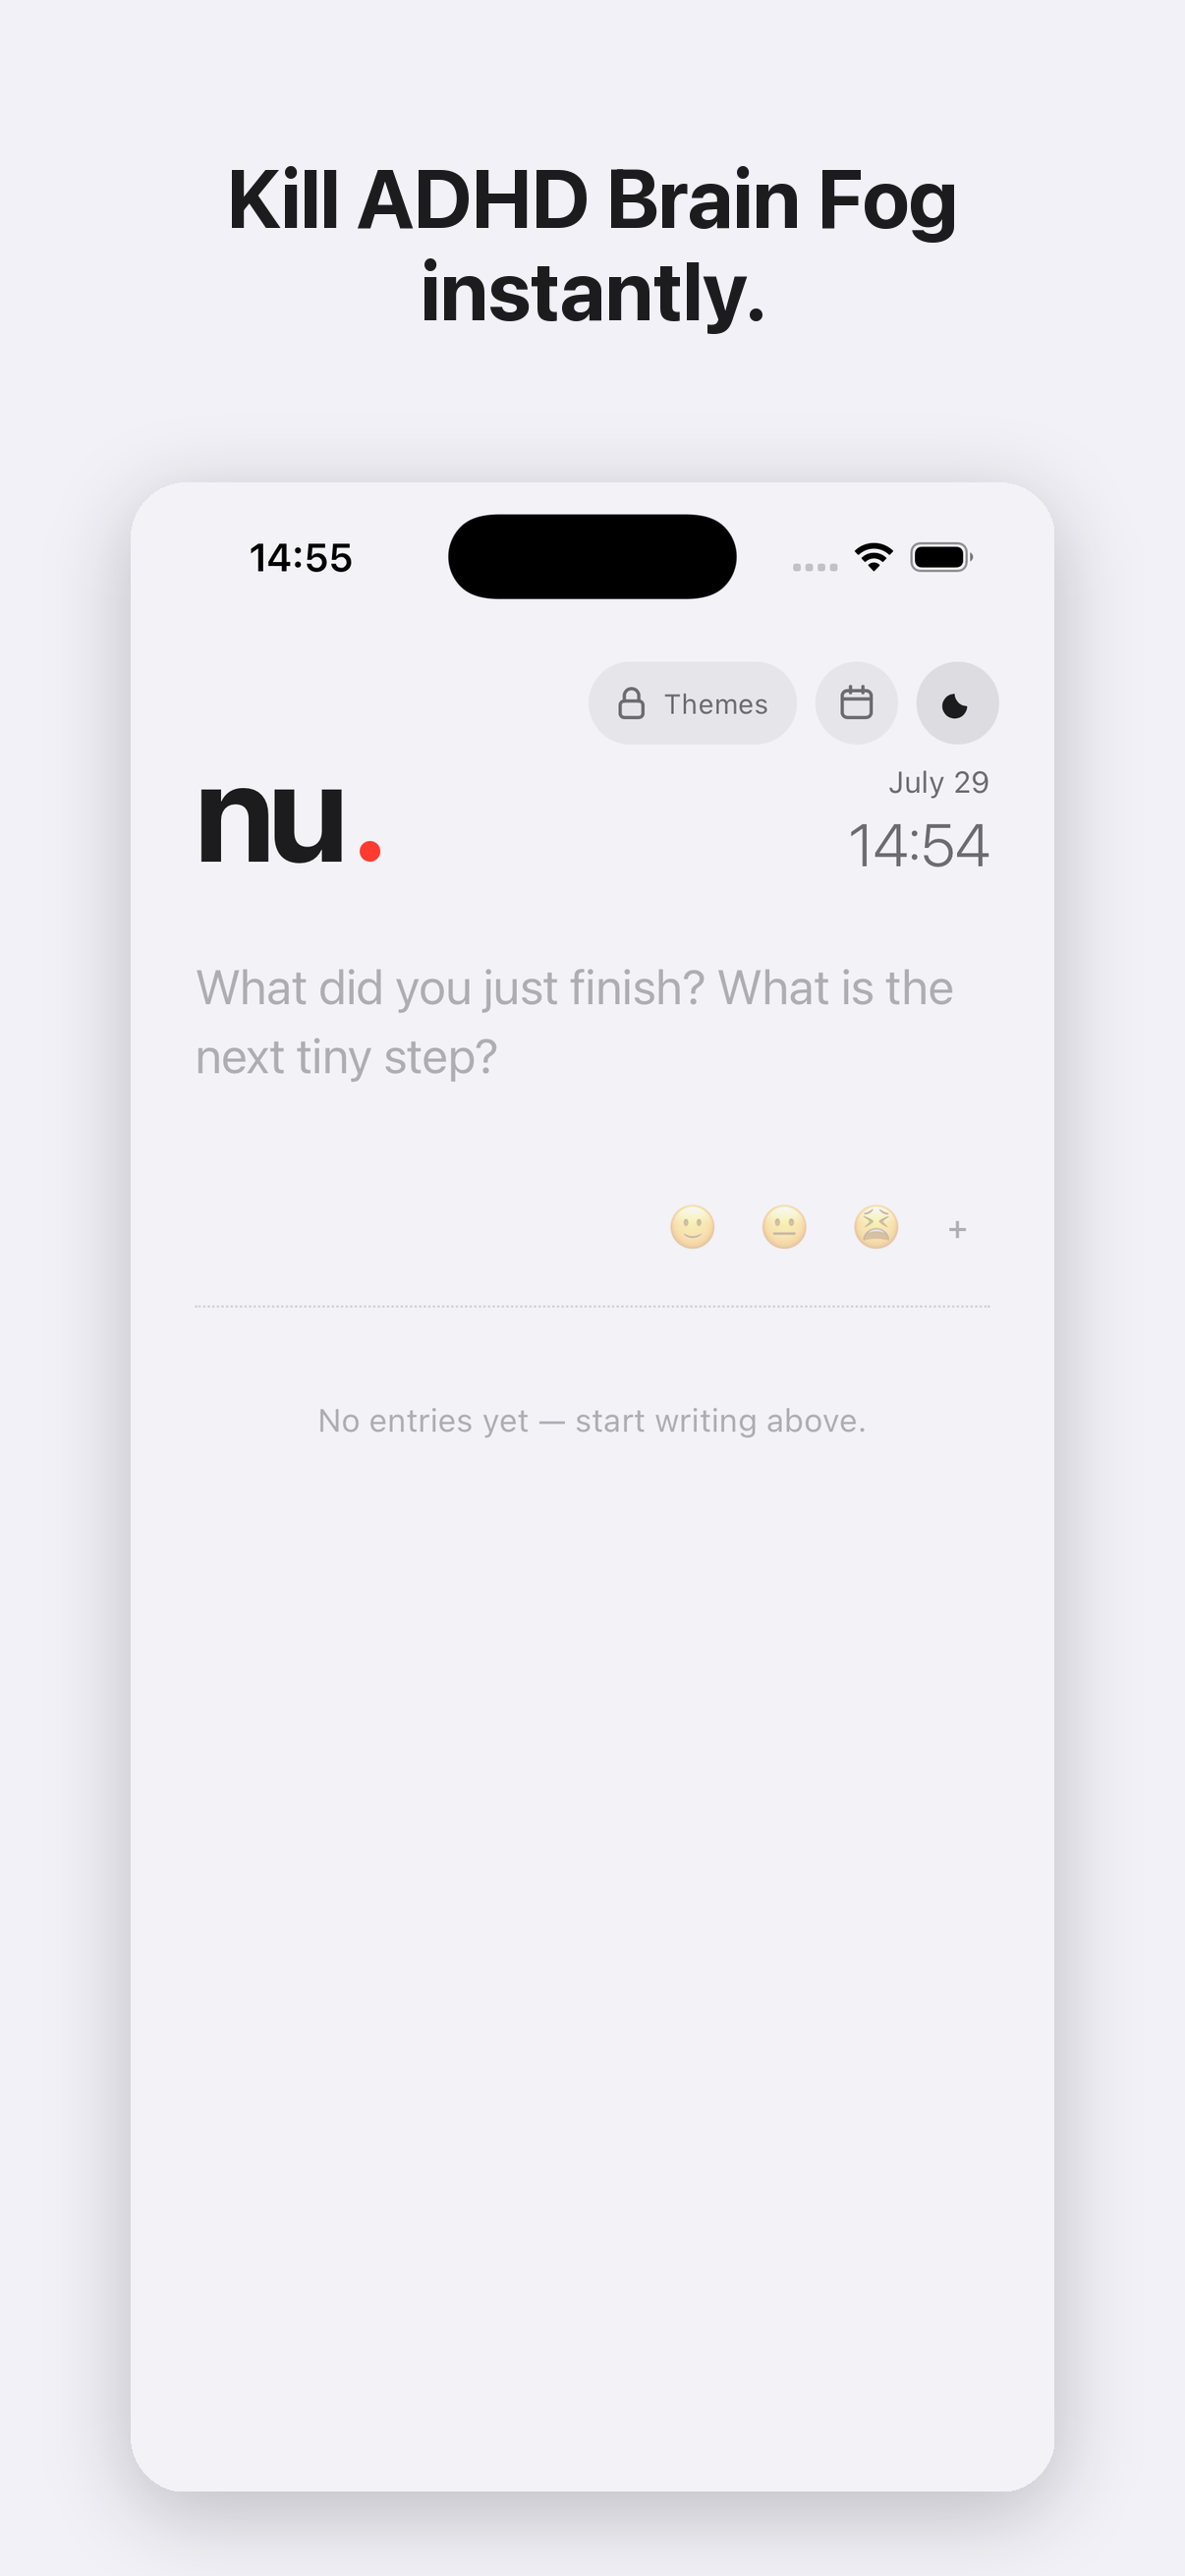 Kill ADHD Brain Fog
instantly.
14:55
Themes
July 29
nu.
14:54
What did you just finish? What is the
next tiny step?
+
No entries yet — start writing above.